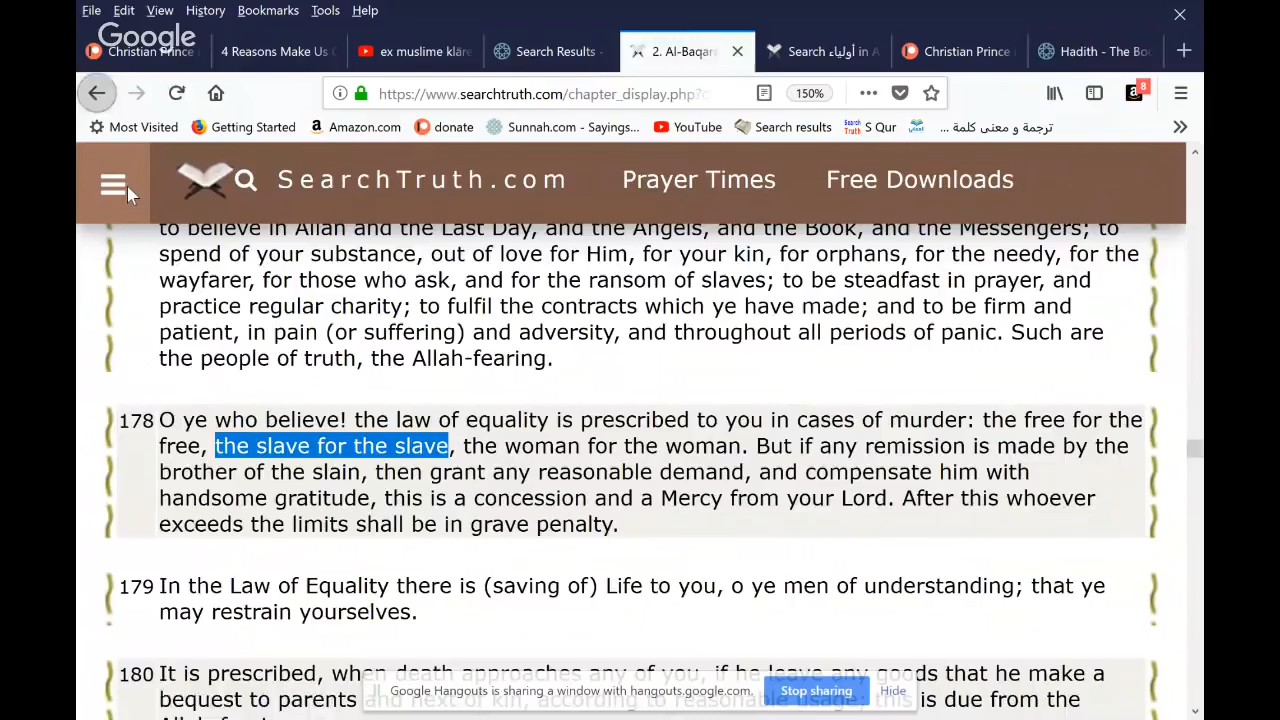 File Edit View History Bookmarks Tools Help
Google
Christian Prince
4 Reasons Make Us
ex muslime kläre
Search Results -
2. Al-Baqara
Search أولياء in A
Christian Prince
Hadith - The Boo
https://www.searchtruth.com/chapter_display.php?c
150%
8
Most Visited Getting Started Amazon.com donate Sunnah.com - Sayings... YouTube Search results S Qur ترجمة و معنى كلمة ...
SearchTruth.com Prayer Times Free Downloads
to believe in Allah and the Last Day, and the Angels, and the Book, and the Messengers; to
spend of your substance, out of love for Him, for your kin, for orphans, for the needy, for the
wayfarer, for those who ask, and for the ransom of slaves; to be steadfast in prayer, and
practice regular charity; to fulfil the contracts which ye have made; and to be firm and
patient, in pain (or suffering) and adversity, and throughout all periods of panic. Such are
the people of truth, the Allah-fearing.
178 O ye who believe! the law of equality is prescribed to you in cases of murder: the free for the
free, the slave for the slave, the woman for the woman. But if any remission is made by the
brother of the slain, then grant any reasonable demand, and compensate him with
handsome gratitude, this is a concession and a Mercy from your Lord. After this whoever
exceeds the limits shall be in grave penalty.
179 In the Law of Equality there is (saving of) Life to you, o ye men of understanding; that ye
may restrain yourselves.
180 It is prescribed, when death approaches any of you, if he leave any goods that he make a
bequest to parents and next of kin, according to reasonable usage; this is due from the
Google Hangouts is sharing a window with hangouts.google.com. Stop sharing Hide